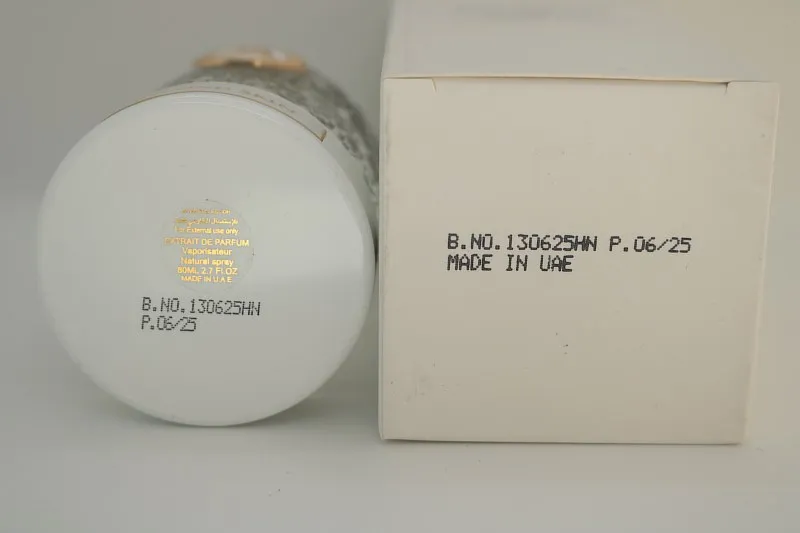 For External use only
EXTRAIT DE PARFUM
Vaporisateur
Natural spray
80ML 2.7 FL OZ
MADE IN U.A.E
B.NO.130625HN
P.06/25
B.NO.130625HN P.06/25
MADE IN UAE